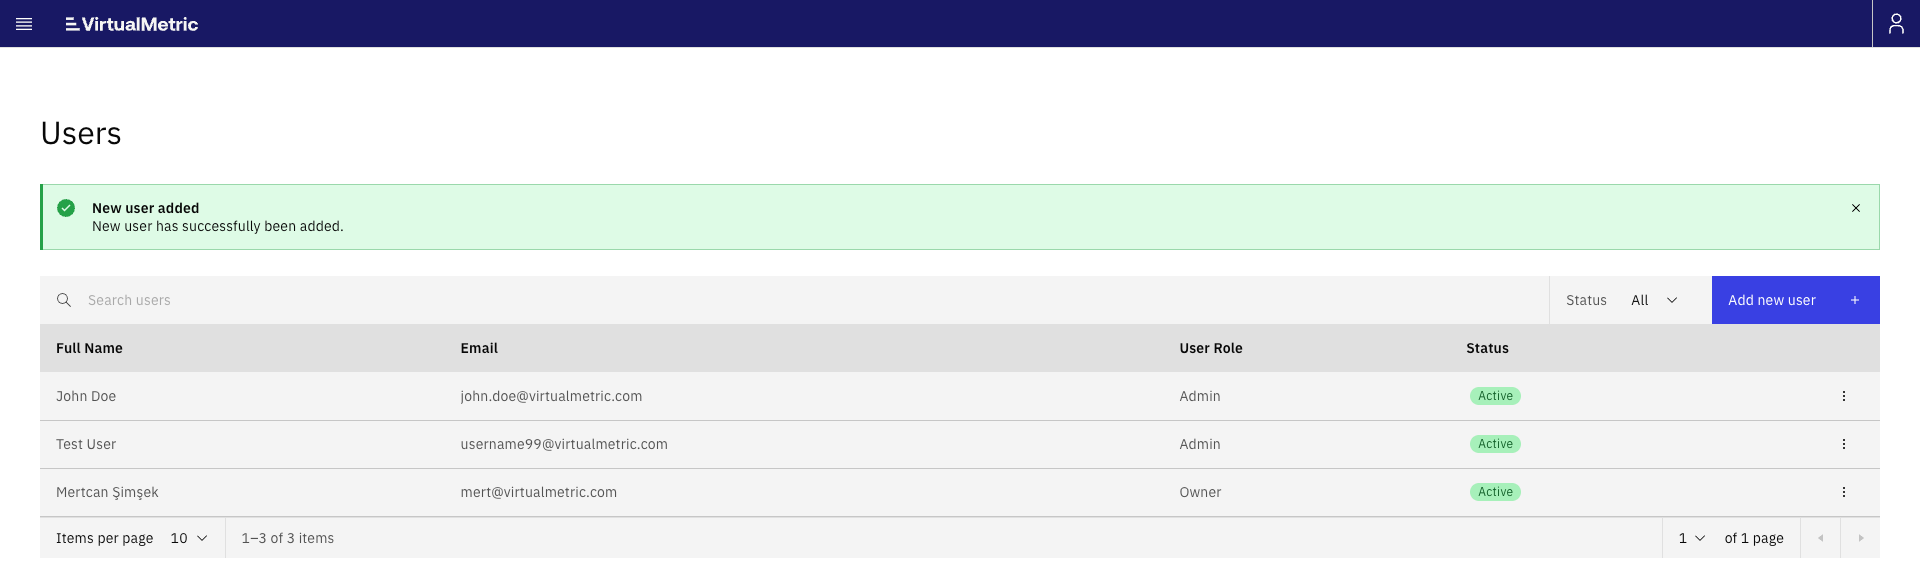 VirtualMetric
Users
New user added
New user has successfully been added.
Search users
Status All
Add new user +
Full Name Email User Role Status
John Doe john.doe@virtualmetric.com Admin Active
Test User username99@virtualmetric.com Admin Active
Mertcan Şimşek mert@virtualmetric.com Owner Active
Items per page 10 1–3 of 3 items 1 of 1 page